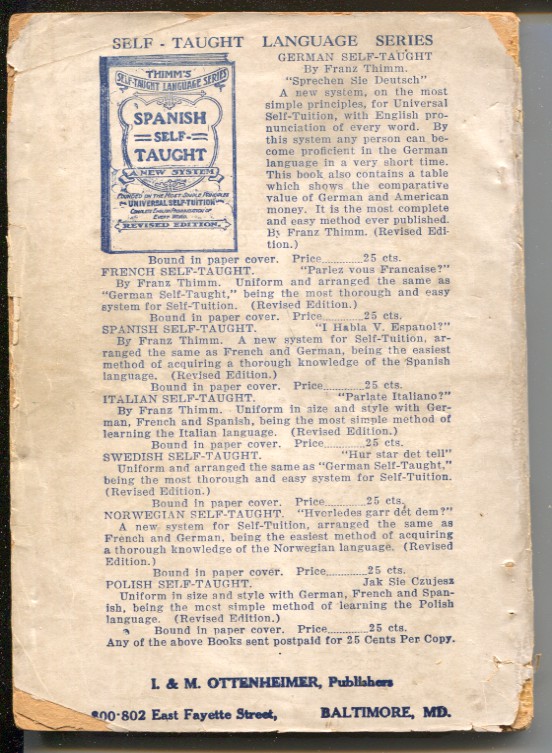 SELF - TAUGHT LANGUAGE SERIES
THIMM'S
SELF-TAUGHT LANGUAGE SERIES
SPANISH
SELF-
TAUGHT
A NEW SYSTEM
FOUNDED ON THE MOST SIMPLE PRINCIPLES
UNIVERSAL SELF-TUITION
COMPLETE ENGLISH PRONUNCIATION OF
EVERY WORD
REVISED EDITION.
GERMAN SELF-TAUGHT
By Franz Thimm.
"Sprechen Sie Deutsch"
A new system, on the most
simple principles, for Universal
Self-Tuition, with English pro-
nunciation of every word. By
this system any person can be-
come proficient in the German
language in a very short time.
This book also contains a table
which shows the comparative
value of German and American
money. It is the most complete
and easy method ever published.
By Franz Thimm. (Revised Edi-
tion.)
Bound in paper cover. Price............25 cts.
FRENCH SELF-TAUGHT. "Parlez vous Francaise?"
By Franz Thimm. Uniform and arranged the same as
"German Self-Taught," being the most thorough and easy
system for Self-Tuition. (Revised Edition.)
Bound in paper cover. Price............25 cts.
SPANISH SELF-TAUGHT. "I Habla V. Espanol?"
By Franz Thimm. A new system for Self-Tuition, ar-
ranged the same as French and German, being the easiest
method of acquiring a thorough knowledge of the Spanish
language. (Revised Edition.)
Bound in paper cover. Price............25 cts.
ITALIAN SELF-TAUGHT. "Parlate Italiano?"
By Franz Thimm. Uniform in size and style with Ger-
man, French and Spanish, being the most simple method of
learning the Italian language. (Revised Edition.)
Bound in paper cover. Price............25 cts.
SWEDISH SELF-TAUGHT. "Hur star det tell"
Uniform and arranged the same as "German Self-Taught,"
being the most thorough and easy system for Self-Tuition.
(Revised Edition.)
Bound in paper cover. Price............25 cts.
NORWEGIAN SELF-TAUGHT. "Hverledes garr det dem?"
A new system for Self-Tuition, arranged the same as
French and German, being the easiest method of acquiring
a thorough knowledge of the Norwegian language. (Revised
Edition.)
Bound in paper cover. Price............25 cts.
POLISH SELF-TAUGHT. Jak Sie Czujesz
Uniform in size and style with German, French and Span-
ish, being the most simple method of learning the Polish
language. (Revised Edition.)
Bound in paper cover. Price............25 cts.
Any of the above Books sent postpaid for 25 Cents Per Copy.
I. & M. OTTENHEIMER, Publishers
800-802 East Fayette Street, BALTIMORE, MD.